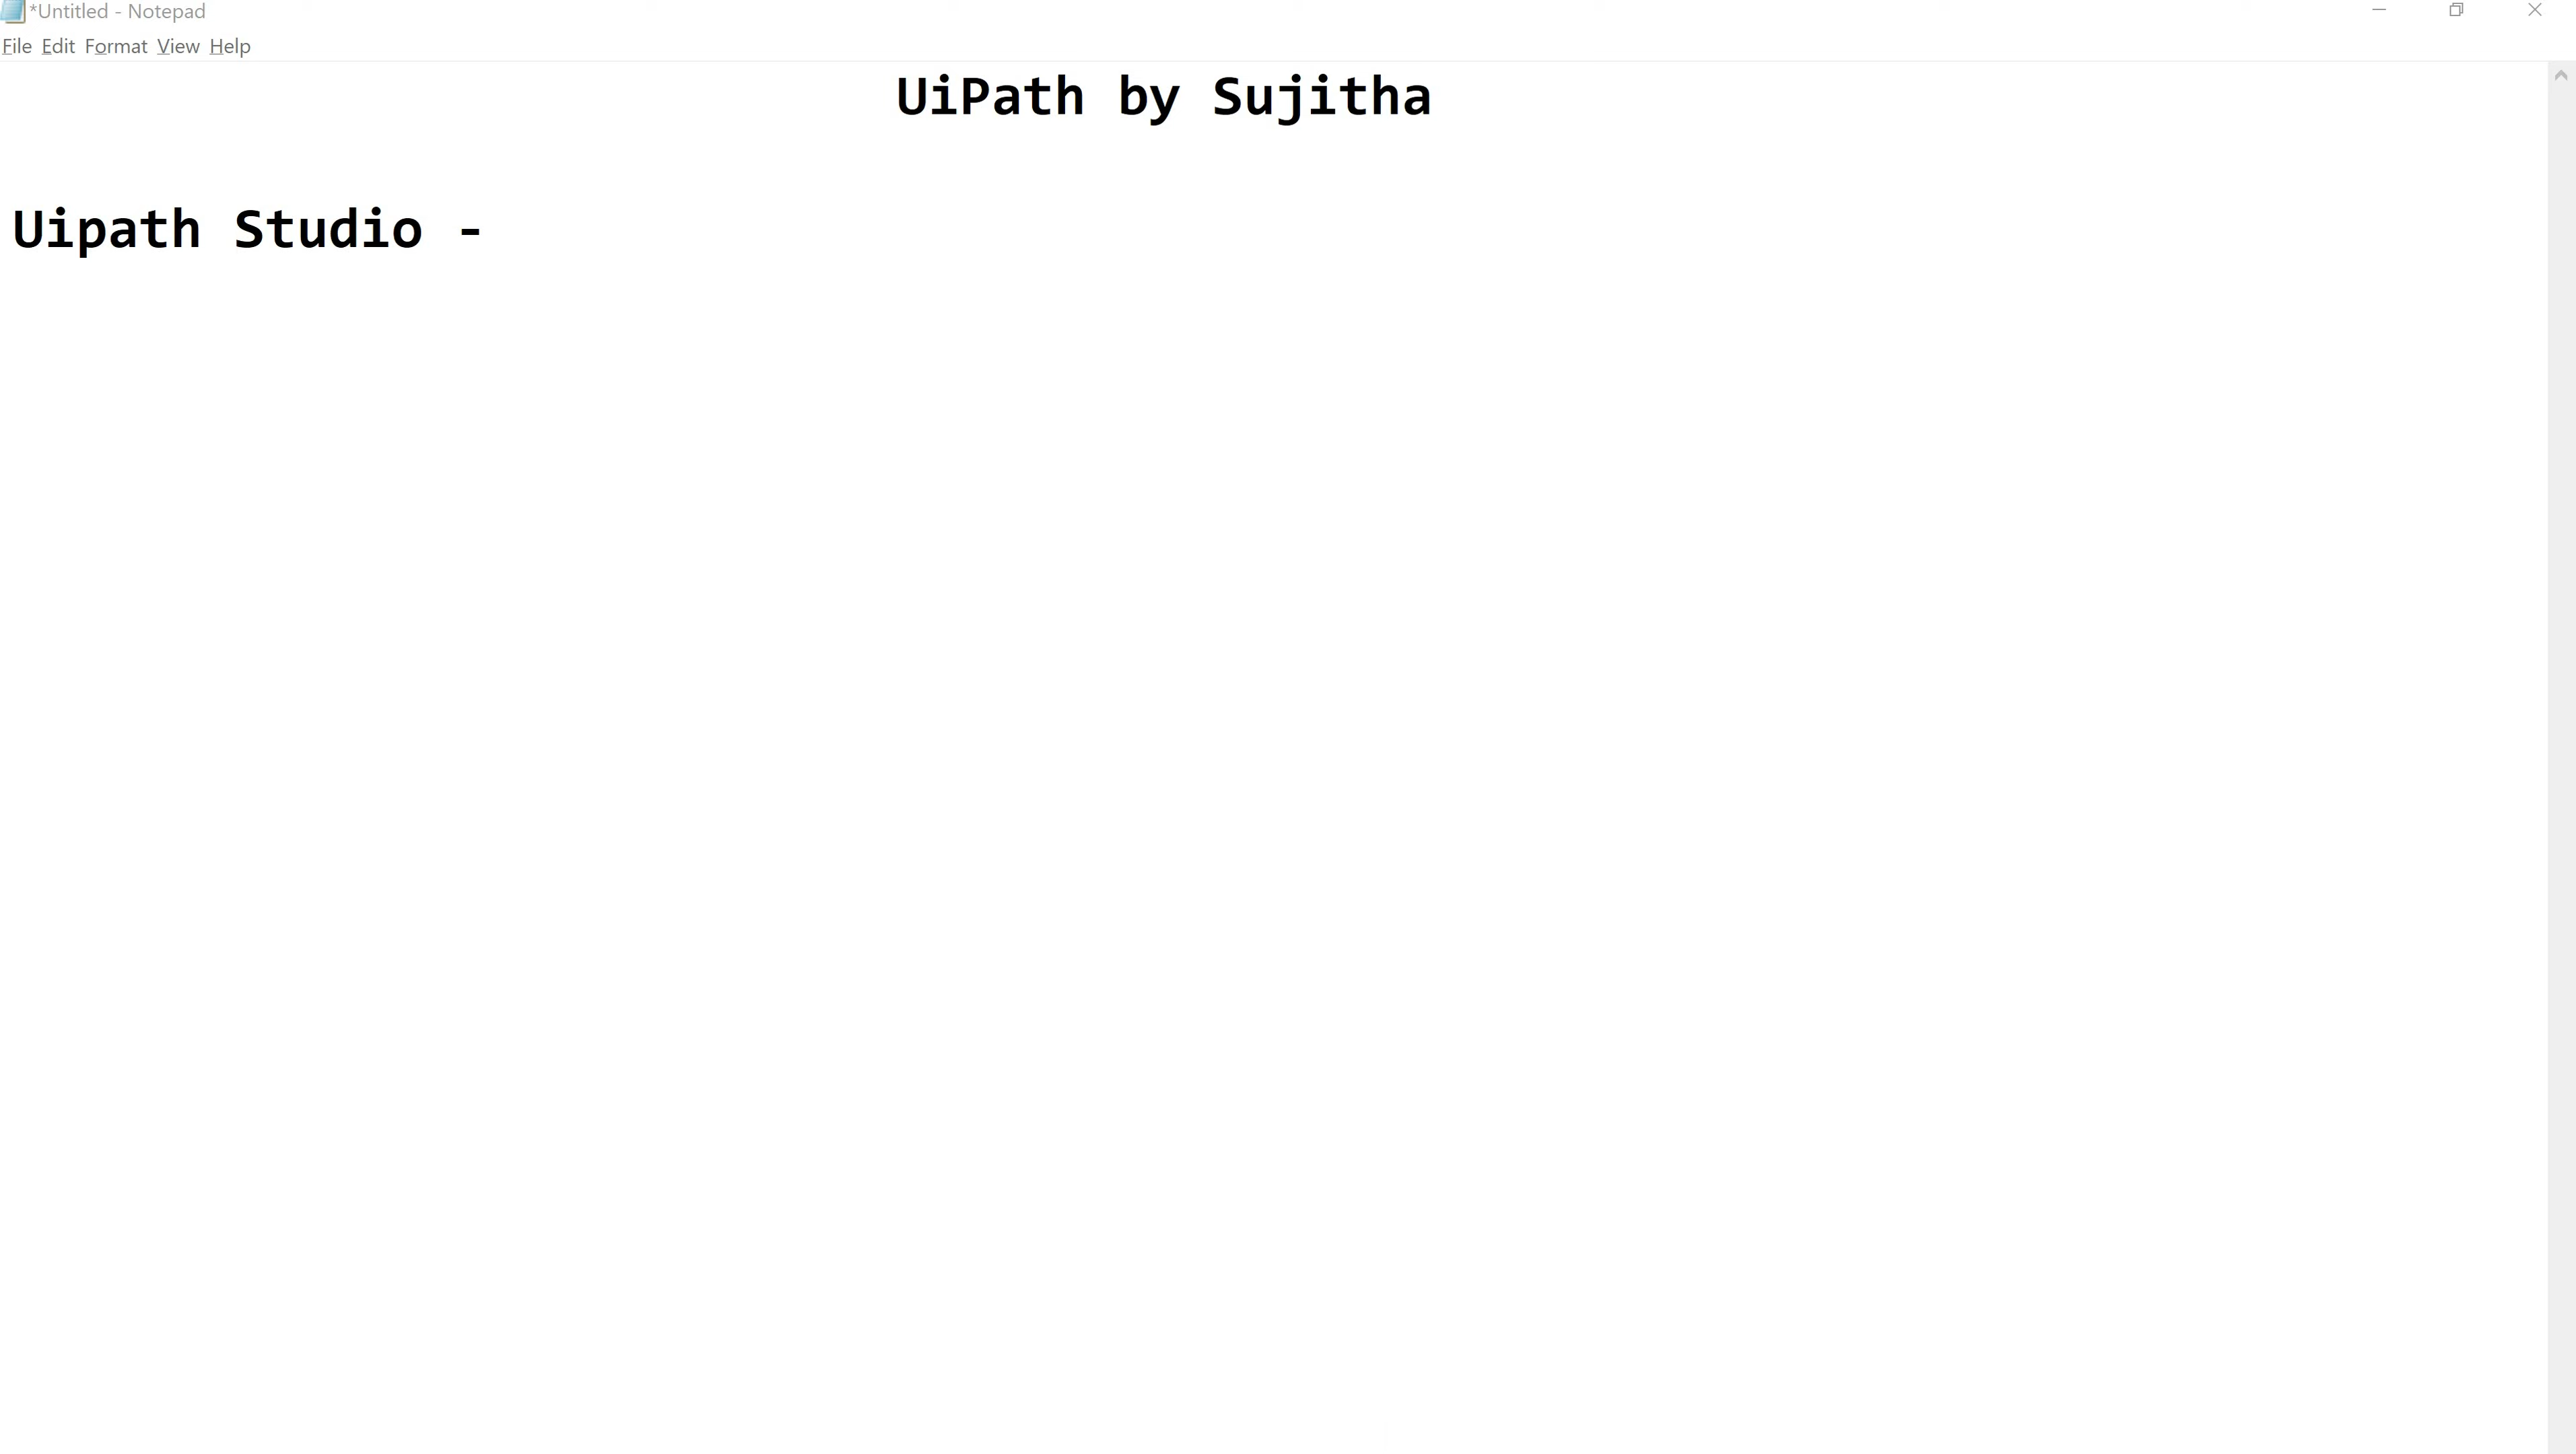 *Untitled - Notepad
File Edit Format View Help
UiPath by Sujitha
Uipath Studio -